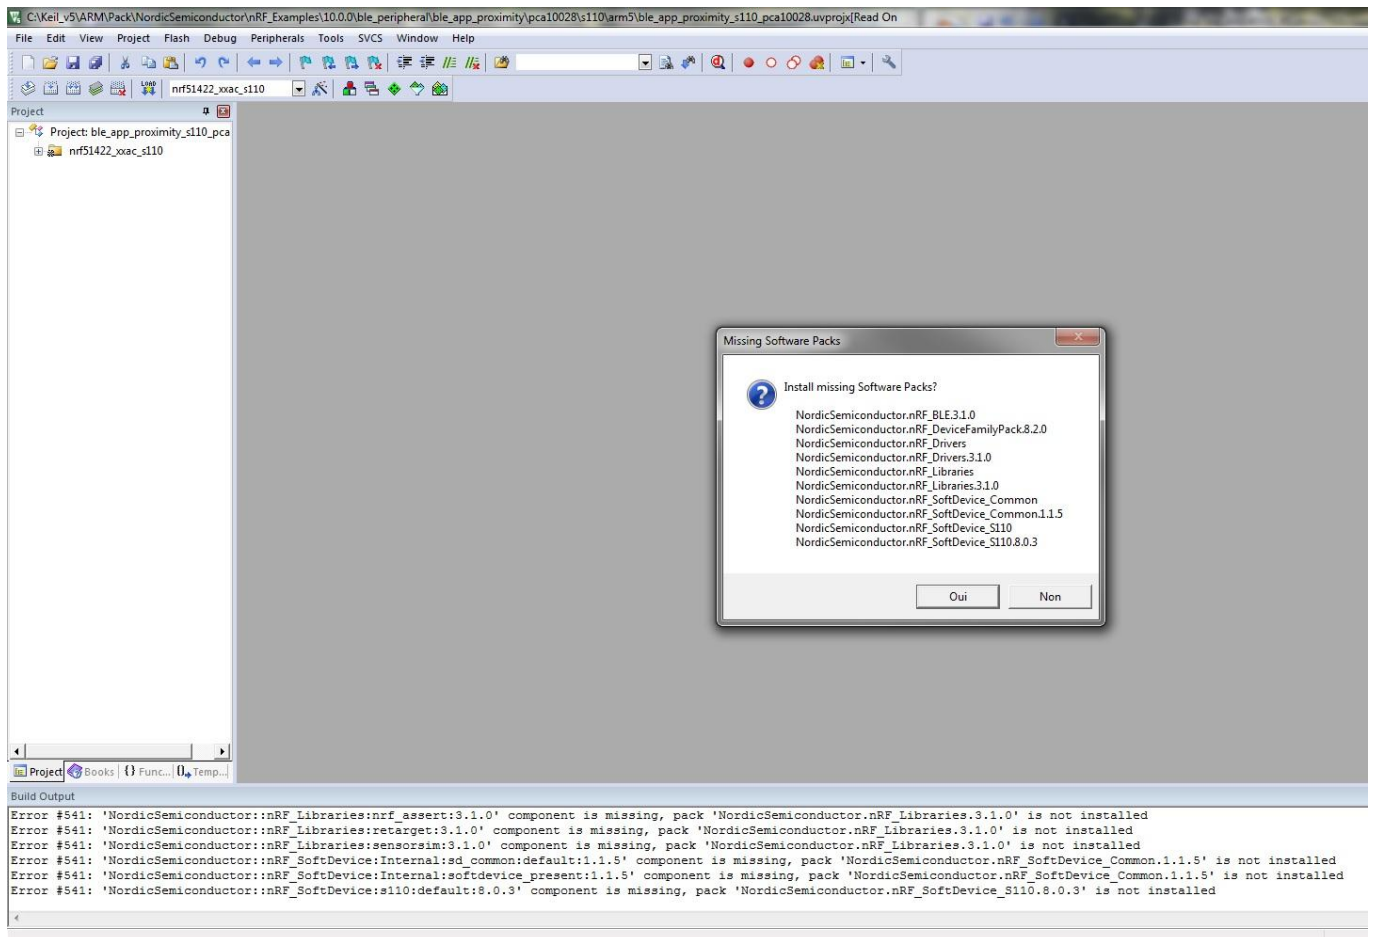 C:\Keil_v5\ARM\Pack\NordicSemiconductor\nRF_Examples\10.0.0\ble_peripheral\ble_app_proximity\pca10028\s110\arm5\ble_app_proximity_s110_pca10028.uvprojx[Read On
File Edit View Project Flash Debug Peripherals Tools SVCS Window Help
LOAD nrf51422_xxac_s110
Project
Project: ble_app_proximity_s110_pca
nrf51422_xxac_s110
Missing Software Packs
Install missing Software Packs?
NordicSemiconductor.nRF_BLE.3.1.0
NordicSemiconductor.nRF_DeviceFamilyPack.8.2.0
NordicSemiconductor.nRF_Drivers
NordicSemiconductor.nRF_Drivers.3.1.0
NordicSemiconductor.nRF_Libraries
NordicSemiconductor.nRF_Libraries.3.1.0
NordicSemiconductor.nRF_SoftDevice_Common
NordicSemiconductor.nRF_SoftDevice_Common.1.1.5
NordicSemiconductor.nRF_SoftDevice_S110
NordicSemiconductor.nRF_SoftDevice_S110.8.0.3
Oui Non
Project Books {} Func... 0 Temp...
Build Output
Error #541: 'NordicSemiconductor::nRF_Libraries:nrf_assert:3.1.0' component is missing, pack 'NordicSemiconductor.nRF_Libraries.3.1.0' is not installed
Error #541: 'NordicSemiconductor::nRF_Libraries:retarget:3.1.0' component is missing, pack 'NordicSemiconductor.nRF_Libraries.3.1.0' is not installed
Error #541: 'NordicSemiconductor::nRF_Libraries:sensorsim:3.1.0' component is missing, pack 'NordicSemiconductor.nRF_Libraries.3.1.0' is not installed
Error #541: 'NordicSemiconductor::nRF_SoftDevice:Internal:sd_common:default:1.1.5' component is missing, pack 'NordicSemiconductor.nRF_SoftDevice_Common.1.1.5' is not installed
Error #541: 'NordicSemiconductor::nRF_SoftDevice:Internal:softdevice_present:1.1.5' component is missing, pack 'NordicSemiconductor.nRF_SoftDevice_Common.1.1.5' is not installed
Error #541: 'NordicSemiconductor::nRF_SoftDevice:s110:default:8.0.3' component is missing, pack 'NordicSemiconductor.nRF_SoftDevice_S110.8.0.3' is not installed